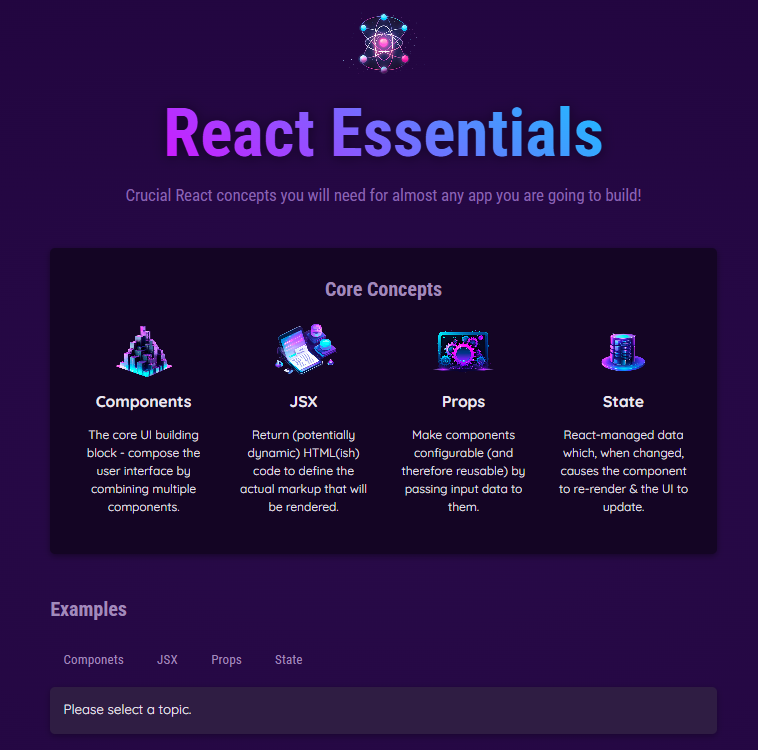 React Essentials
Crucial React concepts you will need for almost any app you are going to build!
Core Concepts
Components
The core UI building
block - compose the
user interface by
combining multiple
components.
JSX
Return (potentially
dynamic) HTML(ish)
code to define the
actual markup that will
be rendered.
Props
Make components
configurable (and
therefore reusable) by
passing input data to
them.
State
React-managed data
which, when changed,
causes the component
to re-render & the UI to
update.
Examples
Componets
JSX
Props
State
Please select a topic.